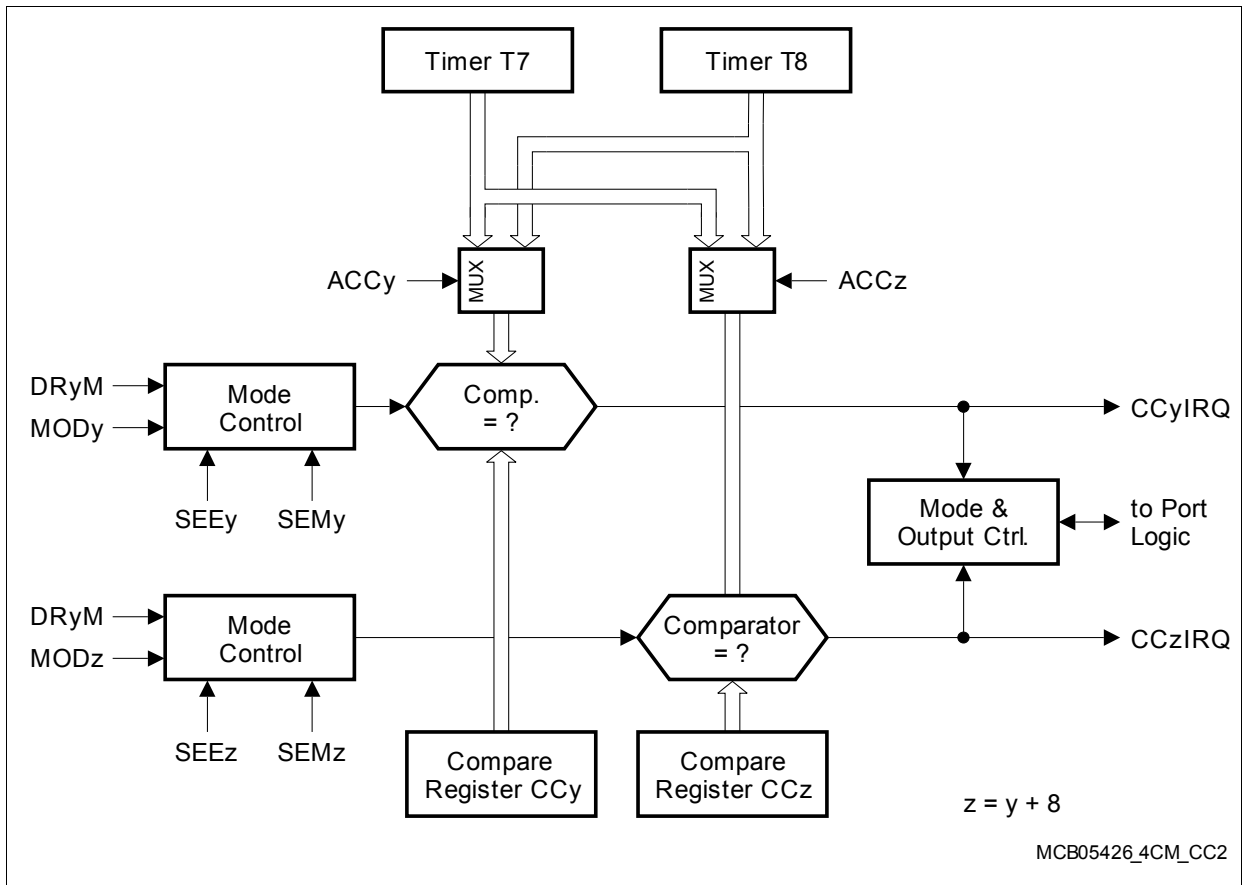 Timer T7
Timer T8
MUX
MUX
ACCy
ACCz
DRyM
MODy
Mode
Control
Comp.
= ?
CCyIRQ
SEEy
SEMy
Mode &
Output Ctrl.
to Port
Logic
DRyM
MODz
Mode
Control
Comparator
= ?
CCzIRQ
SEEz
SEMz
Compare
Register CCy
Compare
Register CCz
z = y + 8
MCB05426_4CM_CC2